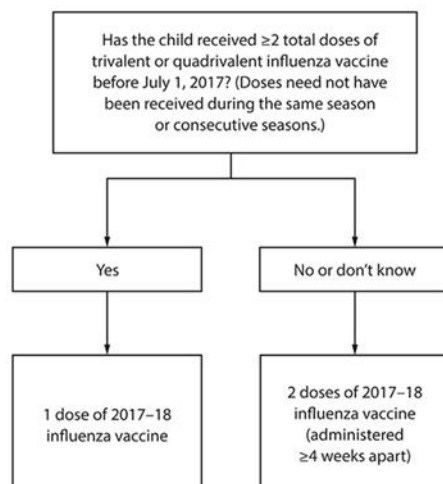 Has the child received ≥2 total doses of
trivalent or quadrivalent influenza vaccine
before July 1, 2017? (Doses need not have
been received during the same season
or consecutive seasons.)
Yes
No or don't know
1 dose of 2017–18
influenza vaccine
2 doses of 2017–18
influenza vaccine
(administered
≥4 weeks apart)